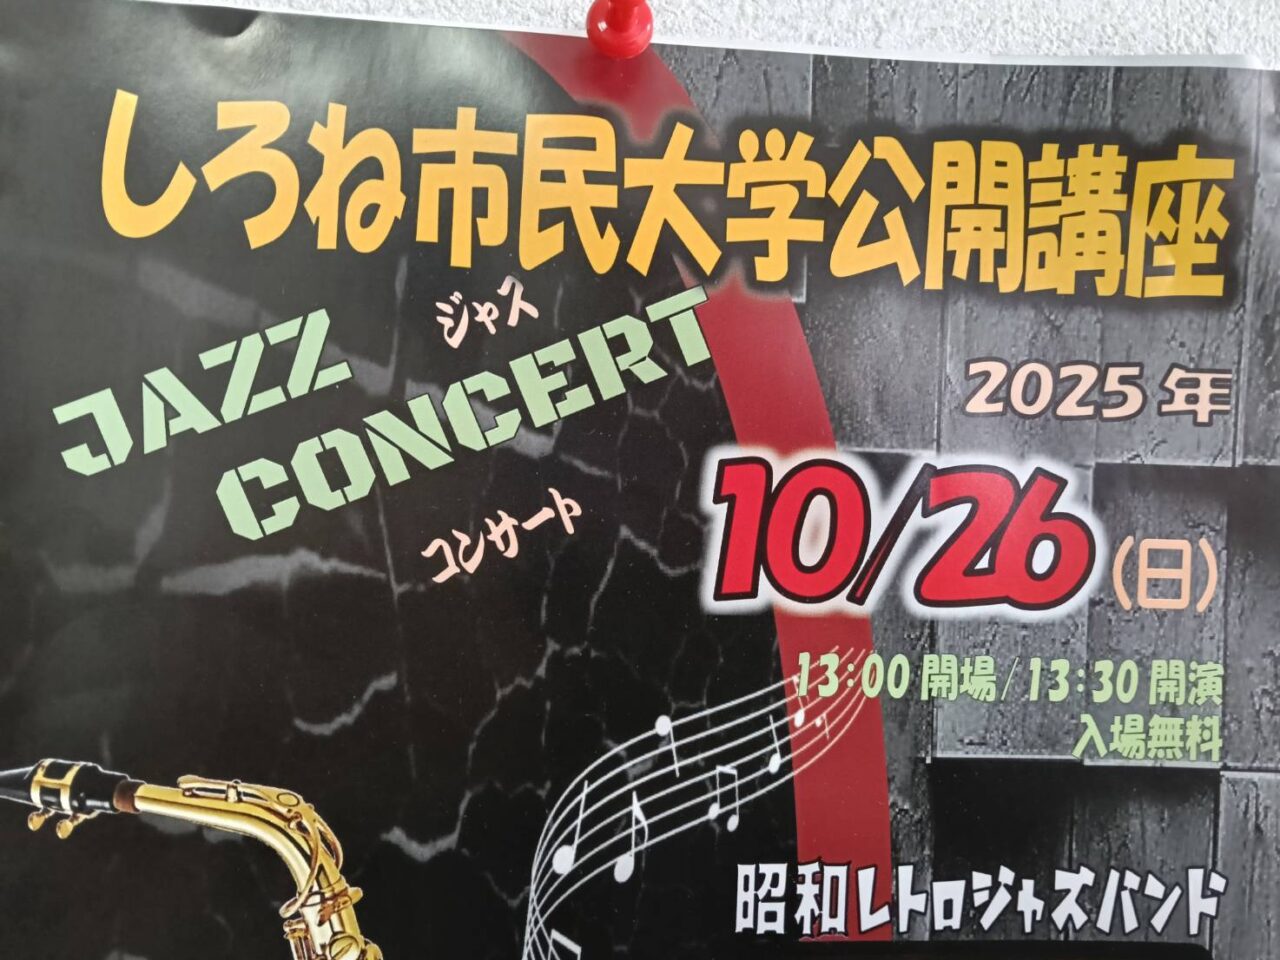 しろね市民大学公開講座
JAZZ
ジャス
CONCERT
コンサート
2025年
10/26(日)
13:00開場/13:30開演
入場無料
昭和レトロジャズバンド